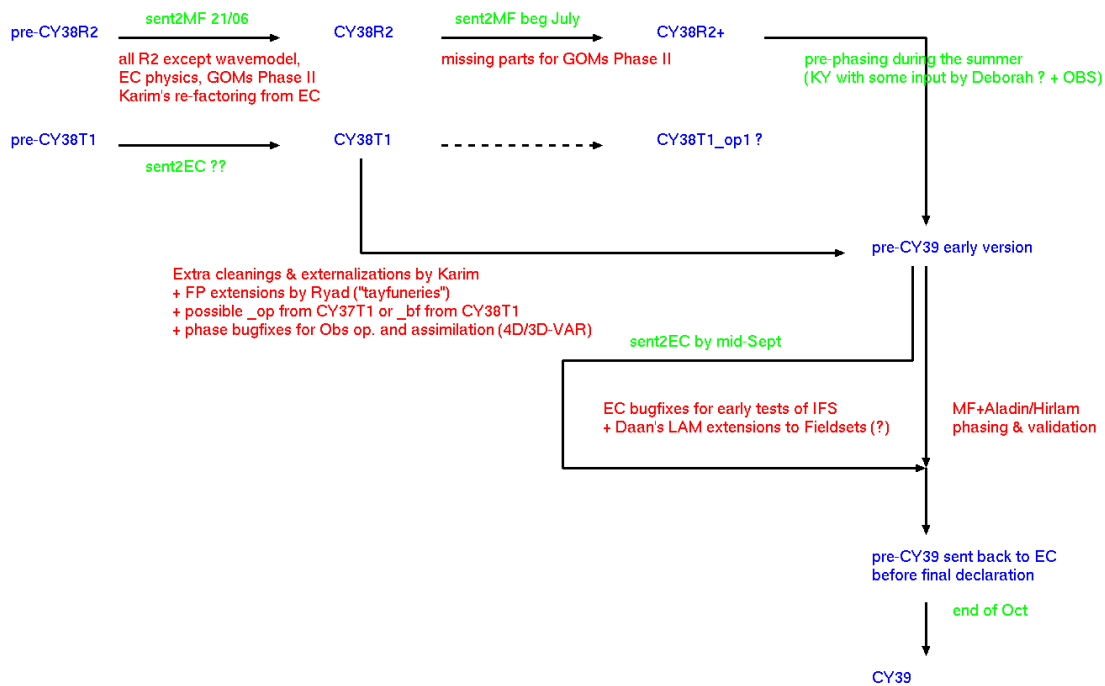 sent2MF 21/06
sent2MF beg July
pre-CY38R2
CY38R2
CY38R2+
all R2 except wavemodel,
EC physics, GOMs Phase II
Karim's re-factoring from EC
missing parts for GOMs Phase II
pre-phasing during the summer
(KY with some input by Deborah ? + OBS)
pre-CY38T1
CY38T1
CY38T1_op1 ?
sent2EC ??
pre-CY39 early version
Extra cleanings & externalizations by Karim
+ FP extensions by Ryad ("tayfuneries")
+ possible _op from CY37T1 or _bf from CY38T1
+ phase bugfixes for Obs op. and assimilation (4D/3D-VAR)
sent2EC by mid-Sept
EC bugfixes for early tests of IFS
+ Daan's LAM extensions to Fieldsets (?)
MF+Aladin/Hirlam
phasing & validation
pre-CY39 sent back to EC
before final declaration
end of Oct
CY39